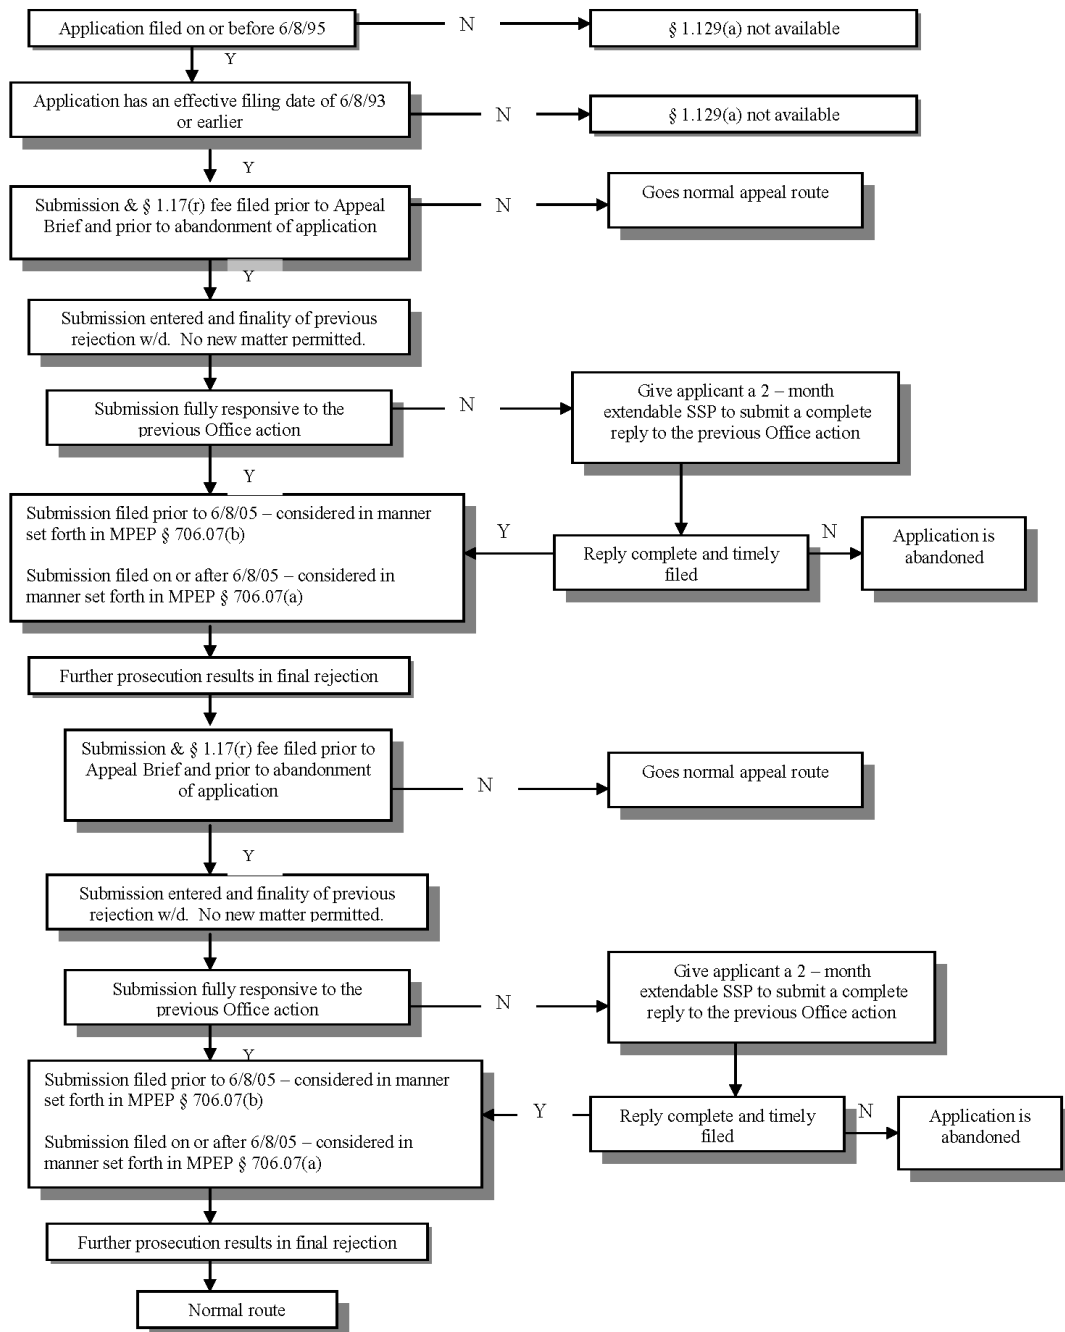 Application filed on or before 6/8/95
N
§ 1.129(a) not available
Y
Application has an effective filing date of 6/8/93
or earlier
N
§ 1.129(a) not available
Y
Submission & § 1.17(r) fee filed prior to Appeal
Brief and prior to abandonment of application
N
Goes normal appeal route
Y
Submission entered and finality of previous
rejection w/d.  No new matter permitted.
Submission fully responsive to the
previous Office action
N
Give applicant a 2 – month
extendable SSP to submit a complete
reply to the previous Office action
Y
Submission filed prior to 6/8/05 – considered in manner
set forth in MPEP § 706.07(b)
Submission filed on or after 6/8/05 – considered in
manner set forth in MPEP § 706.07(a)
Y
Reply complete and timely
filed
N
Application is
abandoned
Further prosecution results in final rejection
Submission & § 1.17(r) fee filed prior to
Appeal Brief and prior to abandonment
of application
N
Goes normal appeal route
Y
Submission entered and finality of previous
rejection w/d.  No new matter permitted.
Submission fully responsive to the
previous Office action
N
Give applicant a 2 – month
extendable SSP to submit a complete
reply to the previous Office action
Y
Submission filed prior to 6/8/05 – considered in manner
set forth in MPEP § 706.07(b)
Submission filed on or after 6/8/05 – considered in
manner set forth in MPEP § 706.07(a)
Y
Reply complete and timely
filed
N
Application is
abandoned
Further prosecution results in final rejection
Normal route